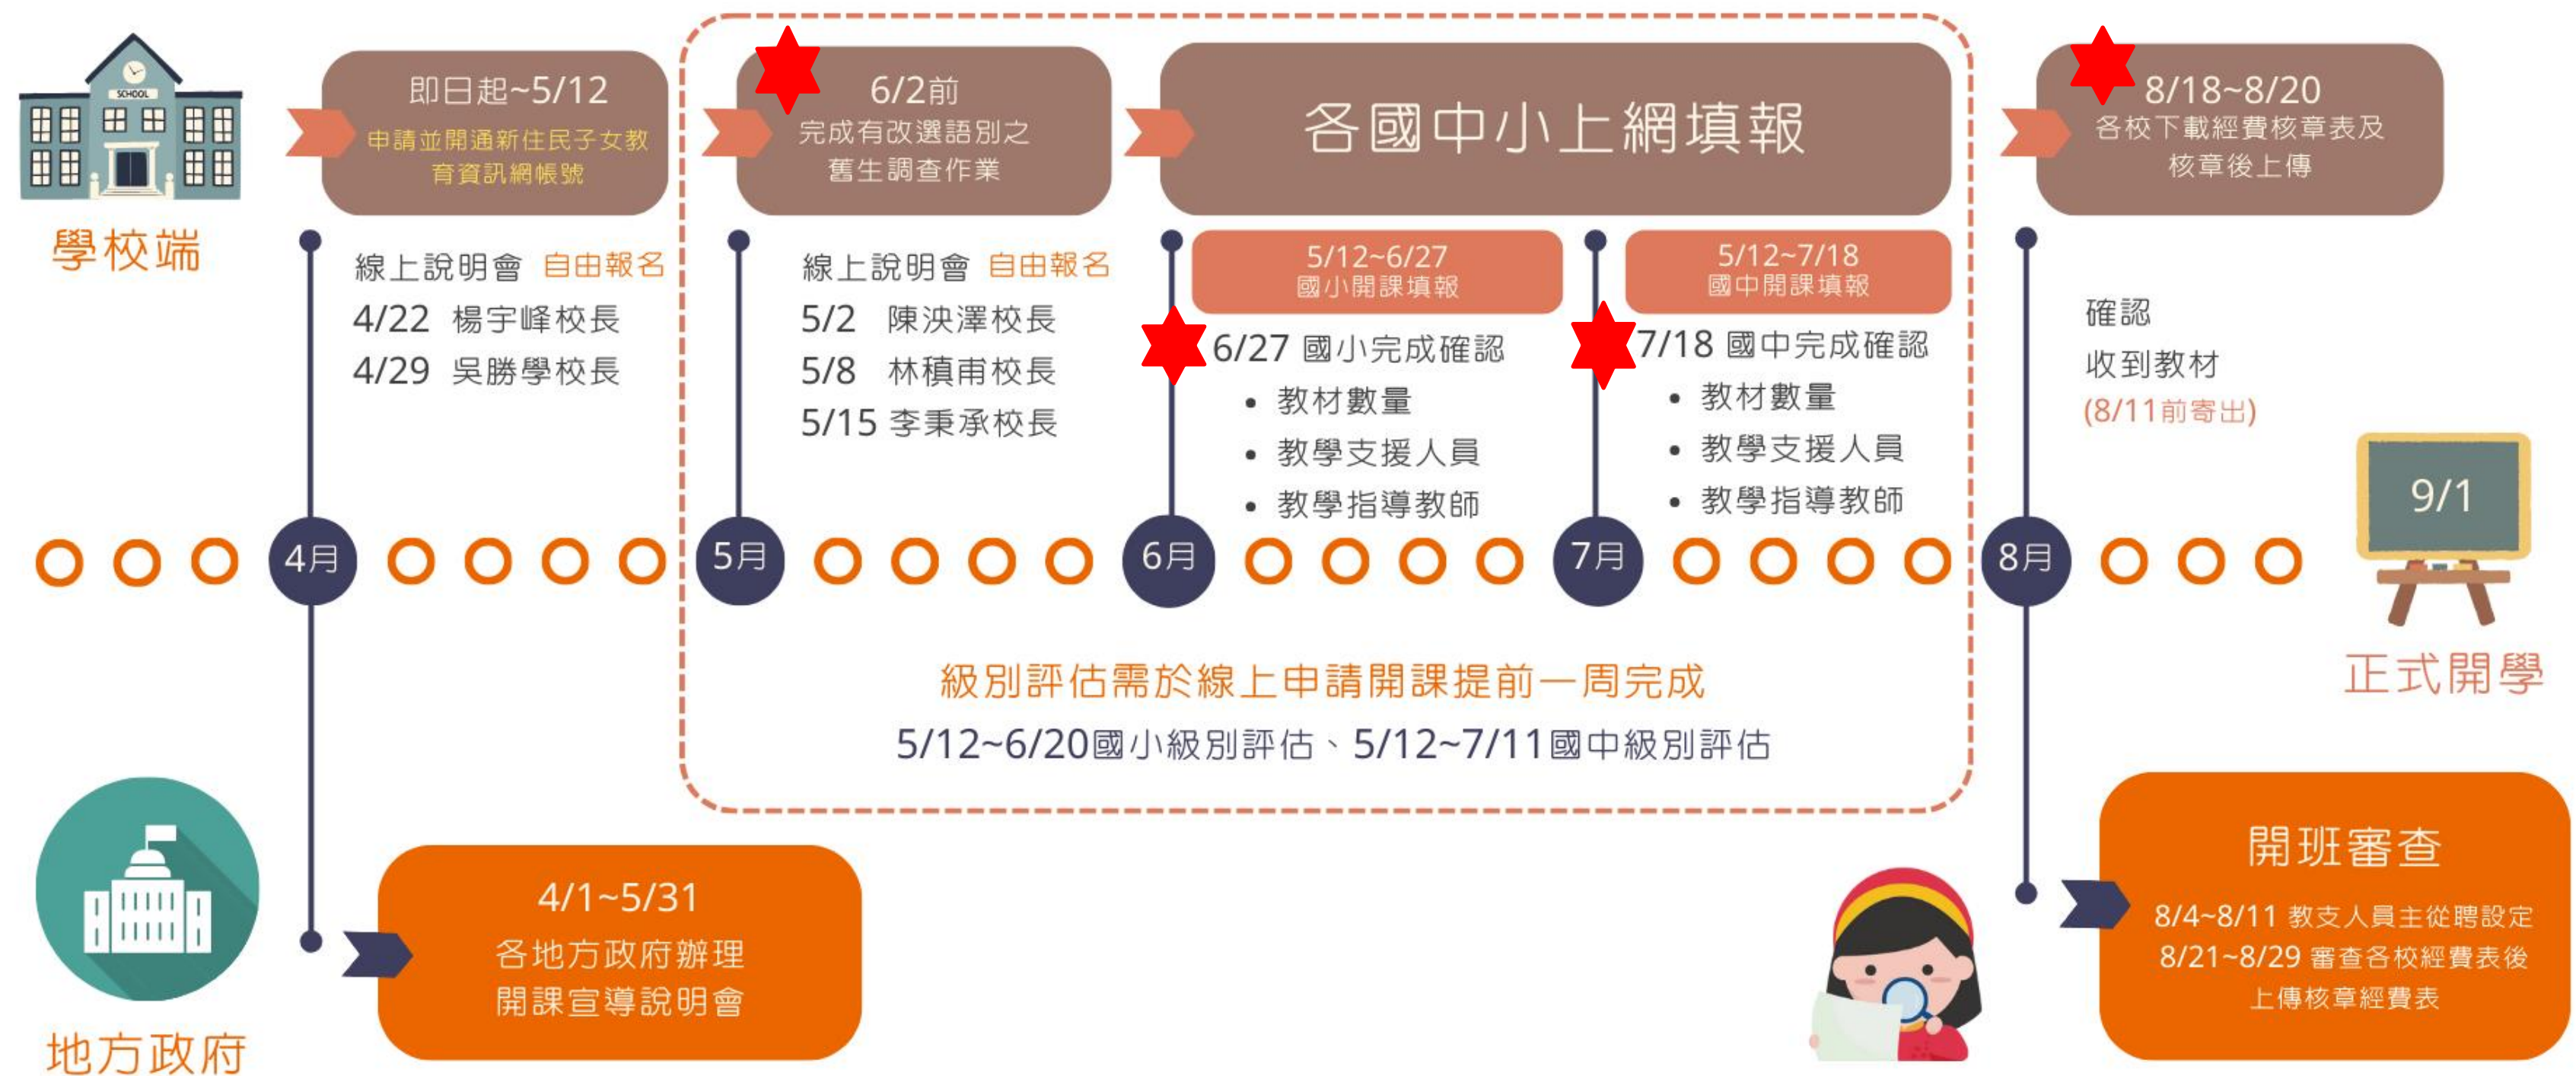 SCHOOL
學校端
即日起~5/12
申請並開通新住民子女教
育資訊網帳號
線上說明會 自由報名
4/22 楊宇峰校長
4/29 吳勝學校長
6/2前
完成有改選語別之
舊生調查作業
線上說明會 自由報名
5/2 陳泱澤校長
5/8 林積甫校長
5/15 李秉承校長
各國中小上網填報
5/12~6/27
國小開課填報
6/27 國小完成確認
• 教材數量
• 教學支援人員
• 教學指導教師
5/12~7/18
國中開課填報
7/18 國中完成確認
• 教材數量
• 教學支援人員
• 教學指導教師
8/18~8/20
各校下載經費核章表及
核章後上傳
確認
收到教材
(8/11前寄出)
4月
5月
6月
7月
8月
9/1
正式開學
級別評估需於線上申請開課提前一周完成
5/12~6/20國小級別評估、5/12~7/11國中級別評估
地方政府
4/1~5/31
各地方政府辦理
開課宣導說明會
開班審查
8/4~8/11 教支人員主從聘設定
8/21~8/29 審查各校經費表後
上傳核章經費表